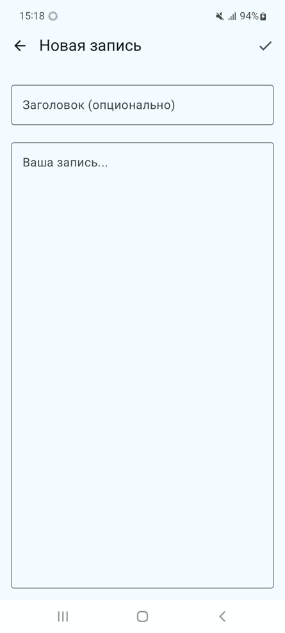 15:18 94%
Новая запись
Заголовок (опционально)
Ваша запись...